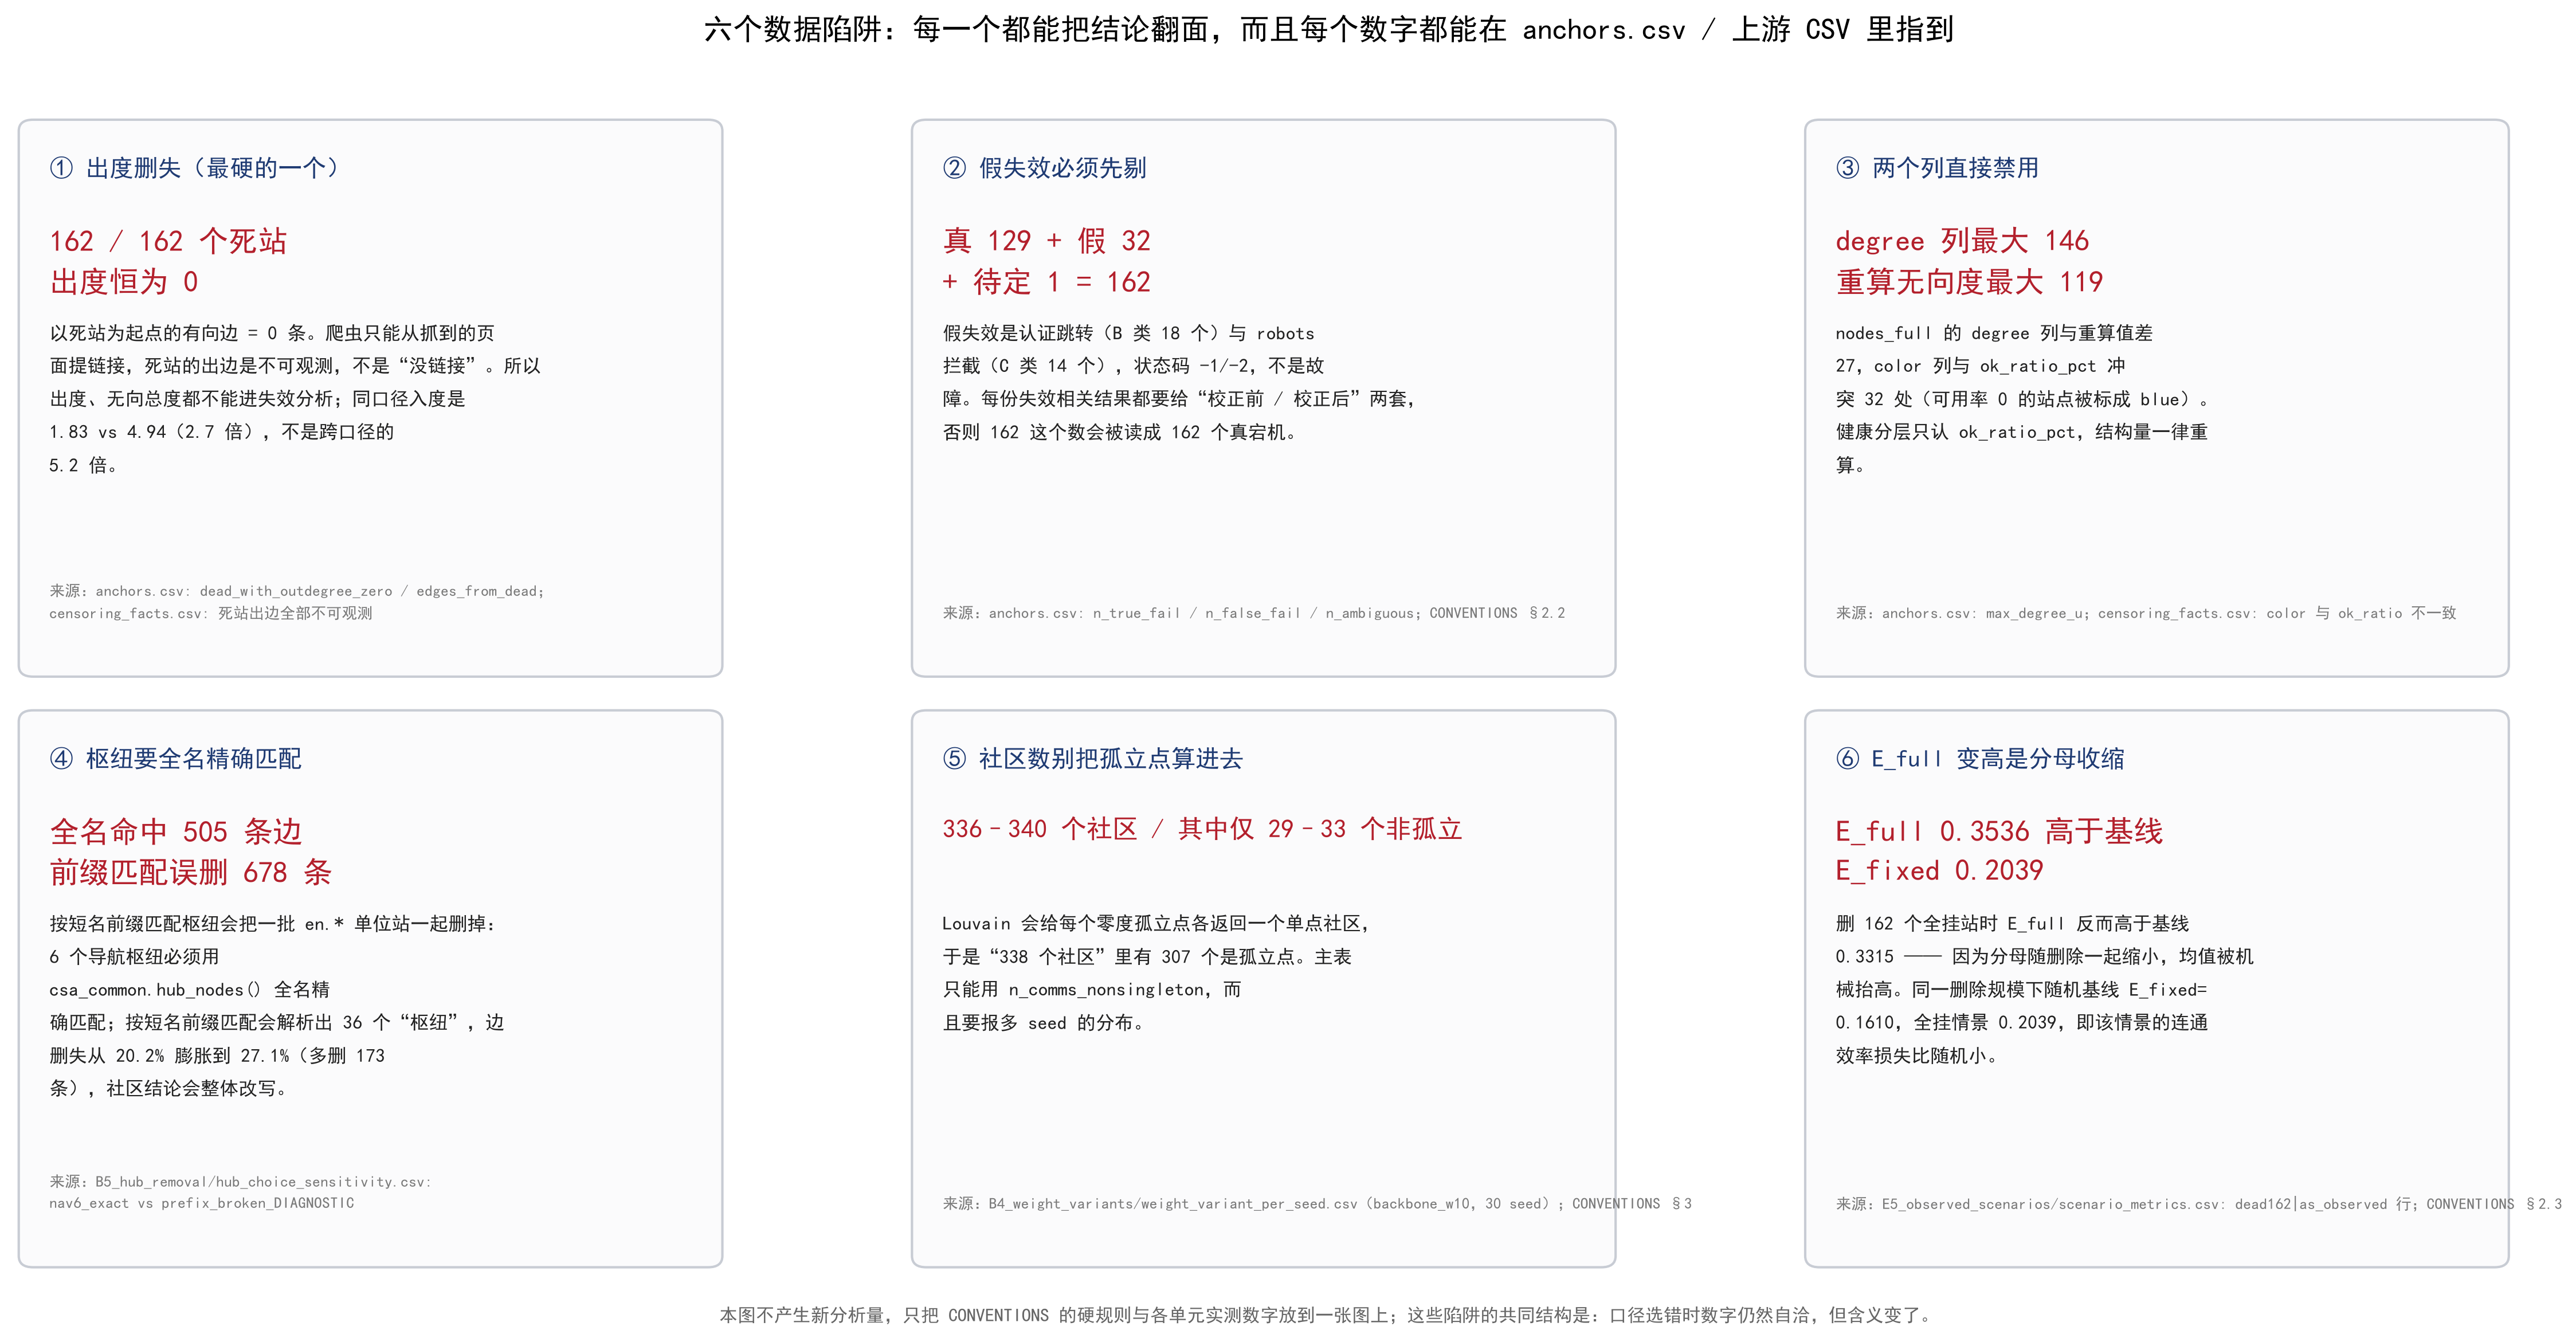 六个数据陷阱：每一个都能把结论翻面，而且每个数字都能在 anchors.csv / 上游 CSV 里指到
① 出度删失（最硬的一个）
162 / 162 个死站
出度恒为 0
以死站为起点的有向边 = 0 条。爬虫只能从抓到的页
面提链接，死站的出边是不可观测，不是“没链接”。所以
出度、无向总度都不能进失效分析；同口径入度是
1.83 vs 4.94（2.7 倍），不是跨口径的
5.2 倍。
来源：anchors.csv: dead_with_outdegree_zero / edges_from_dead;
censoring_facts.csv: 死站出边全部不可观测
② 假失效必须先剔
真 129 + 假 32
+ 待定 1 = 162
假失效是认证跳转（B 类 18 个）与 robots
拦截（C 类 14 个），状态码 -1/-2，不是故
障。每份失效相关结果都要给“校正前 / 校正后”两套，
否则 162 这个数会被读成 162 个真宕机。
来源：anchors.csv: n_true_fail / n_false_fail / n_ambiguous；CONVENTIONS §2.2
③ 两个列直接禁用
degree 列最大 146
重算无向度最大 119
nodes_full 的 degree 列与重算值差
27，color 列与 ok_ratio_pct 冲
突 32 处（可用率 0 的站点被标成 blue）。
健康分层只认 ok_ratio_pct，结构量一律重
算。
来源：anchors.csv: max_degree_u；censoring_facts.csv: color 与 ok_ratio 不一致
④ 枢纽要全名精确匹配
全名命中 505 条边
前缀匹配误删 678 条
按短名前缀匹配枢纽会把一批 en.* 单位站一起删掉：
6 个导航枢纽必须用
csa_common.hub_nodes() 全名精
确匹配；按短名前缀匹配会解析出 36 个“枢纽”，边
删失从 20.2% 膨胀到 27.1%（多删 173
条），社区结论会整体改写。
来源：B5_hub_removal/hub_choice_sensitivity.csv:
nav6_exact vs prefix_broken_DIAGNOSTIC
⑤ 社区数别把孤立点算进去
336–340 个社区 / 其中仅 29–33 个非孤立
Louvain 会给每个零度孤立点各返回一个单点社区，
于是“338 个社区”里有 307 个是孤立点。主表
只能用 n_comms_nonsingleton，而
且要报多 seed 的分布。
来源：B4_weight_variants/weight_variant_per_seed.csv（backbone_w10, 30 seed）；CONVENTIONS §3
⑥ E_full 变高是分母收缩
E_full 0.3536 高于基线
E_fixed 0.2039
删 162 个全挂站时 E_full 反而高于基线
0.3315 —— 因为分母随删除一起缩小，均值被机
械抬高。同一删除规模下随机基线 E_fixed=
0.1610，全挂情景 0.2039，即该情景的连通
效率损失比随机小。
来源：E5_observed_scenarios/scenario_metrics.csv: dead162|as_observed 行；CONVENTIONS §2.3
本图不产生新分析量，只把 CONVENTIONS 的硬规则与各单元实测数字放到一张图上；这些陷阱的共同结构是：口径选错时数字仍然自洽，但含义变了。